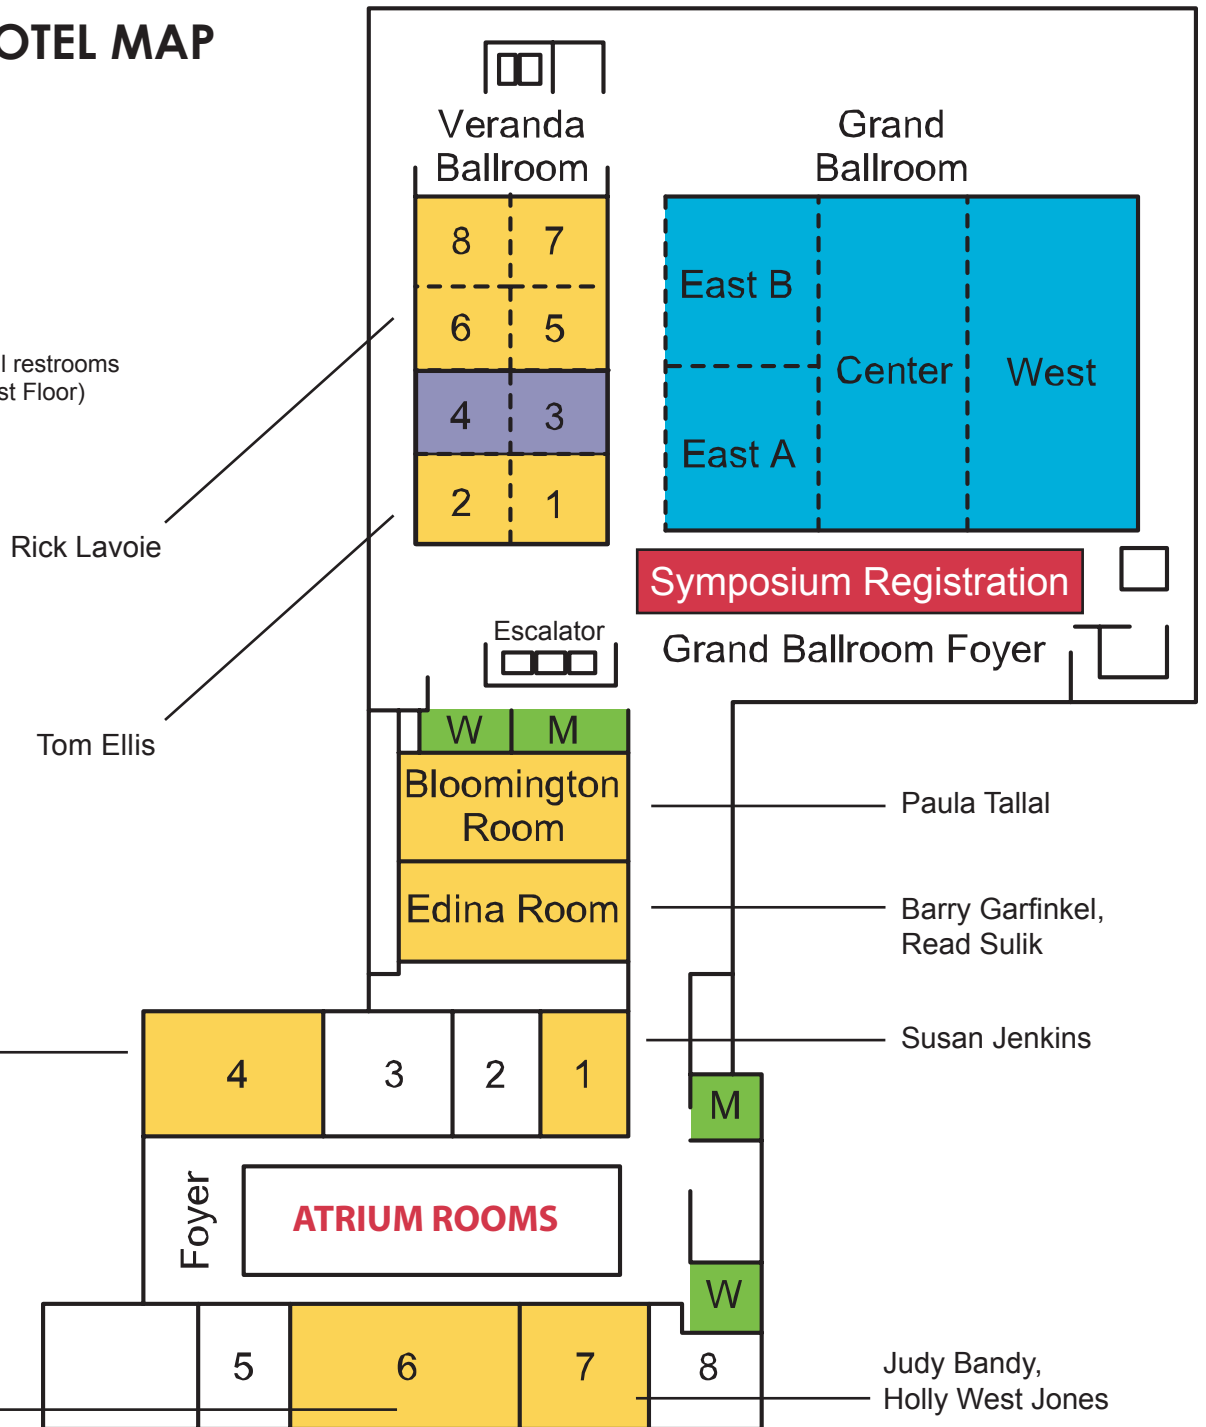 OTEL MAP
Veranda
Ballroom
Grand
Ballroom
8 7
6 5
4 3
2 1
East B
East A
Center
West
l restrooms
st Floor)
Rick Lavoie
Tom Ellis
Symposium Registration
Grand Ballroom Foyer
Escalator
W M
Bloomington
Room
Edina Room
Paula Tallal
Barry Garfinkel,
Read Sulik
Susan Jenkins
4 3 2 1
M
Foyer
ATRIUM ROOMS
W
5 6 7 8
Judy Bandy,
Holly West Jones